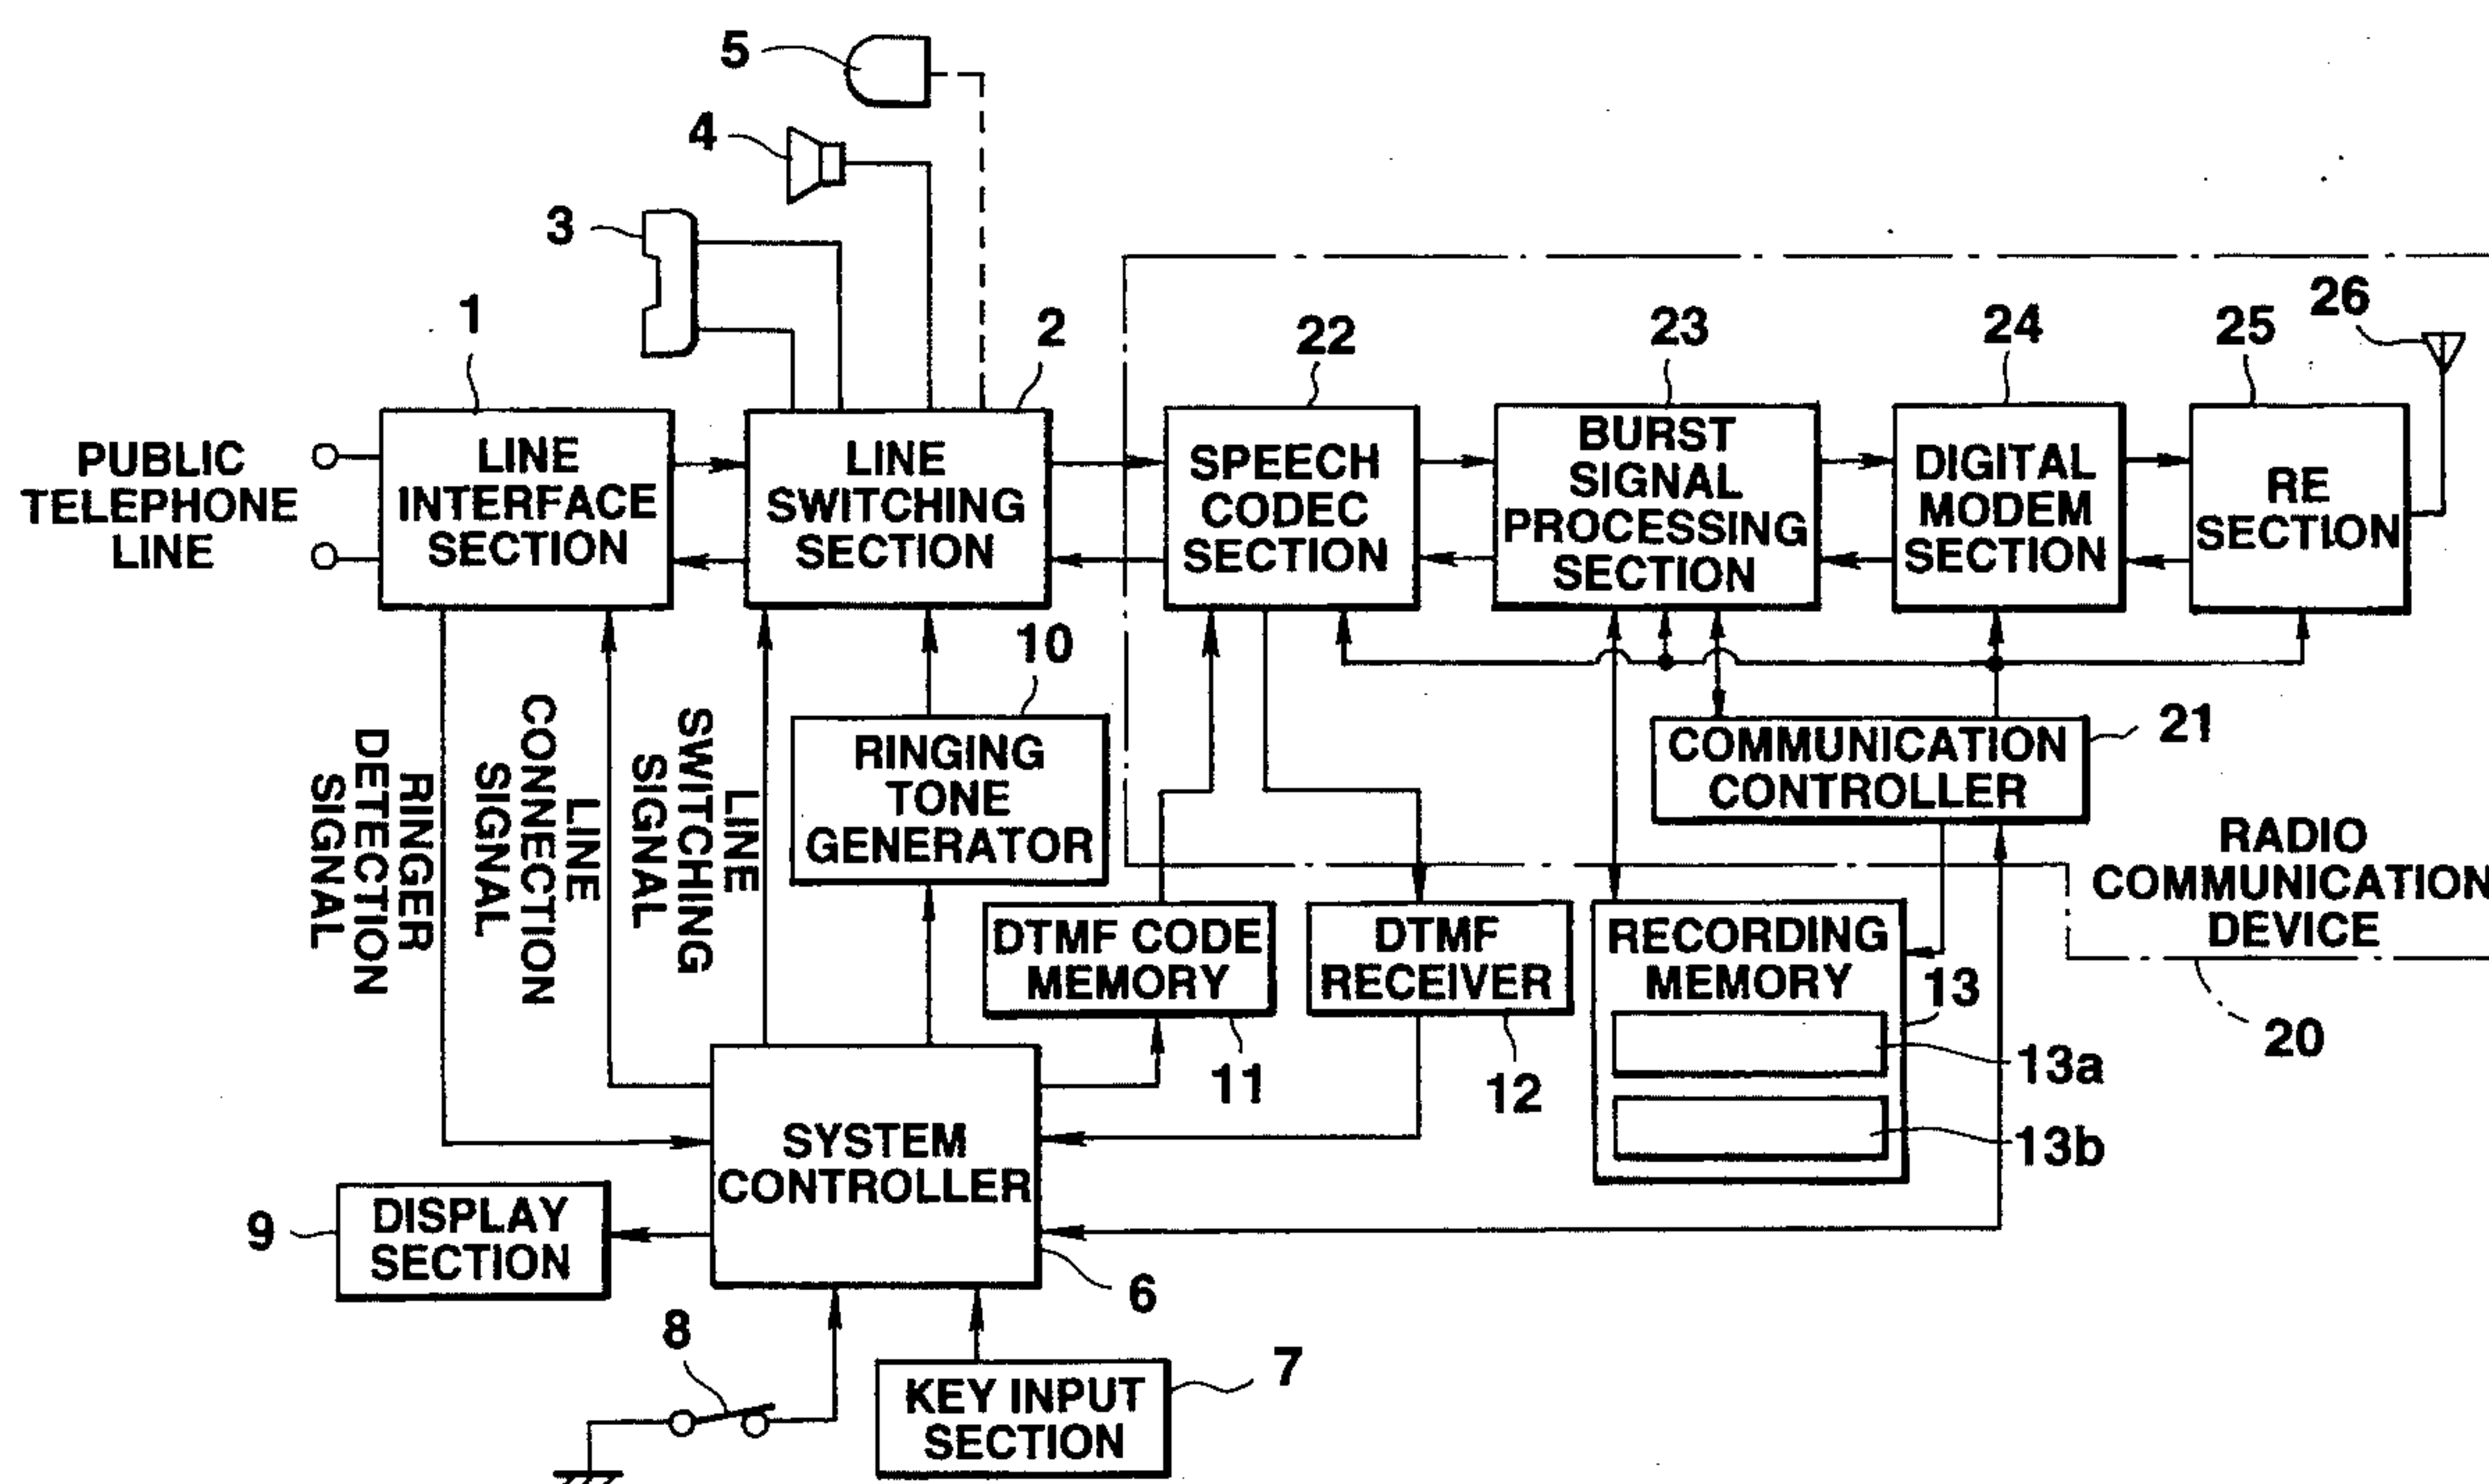 5
4
3
1
2
22
23
24
25
26
PUBLIC
TELEPHONE
LINE
LINE
INTERFACE
SECTION
LINE
SWITCHING
SECTION
SPEECH
CODEC
SECTION
BURST
SIGNAL
PROCESSING
SECTION
DIGITAL
MODEM
SECTION
RE
SECTION
RINGER
DETECTION
SIGNAL
LINE
CONNECTION
SIGNAL
LINE
SWITCHING
SIGNAL
10
RINGING
TONE
GENERATOR
COMMUNICATION
CONTROLLER
21
RADIO
COMMUNICATION
DEVICE
20
DTMF CODE
MEMORY
11
DTMF
RECEIVER
12
RECORDING
MEMORY
13
13a
13b
SYSTEM
CONTROLLER
6
9
DISPLAY
SECTION
8
KEY INPUT
SECTION
7